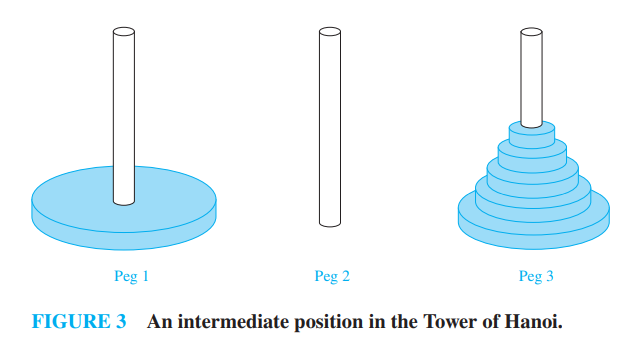 Peg 1 Peg 2 Peg 3
FIGURE 3 An intermediate position in the Tower of Hanoi.